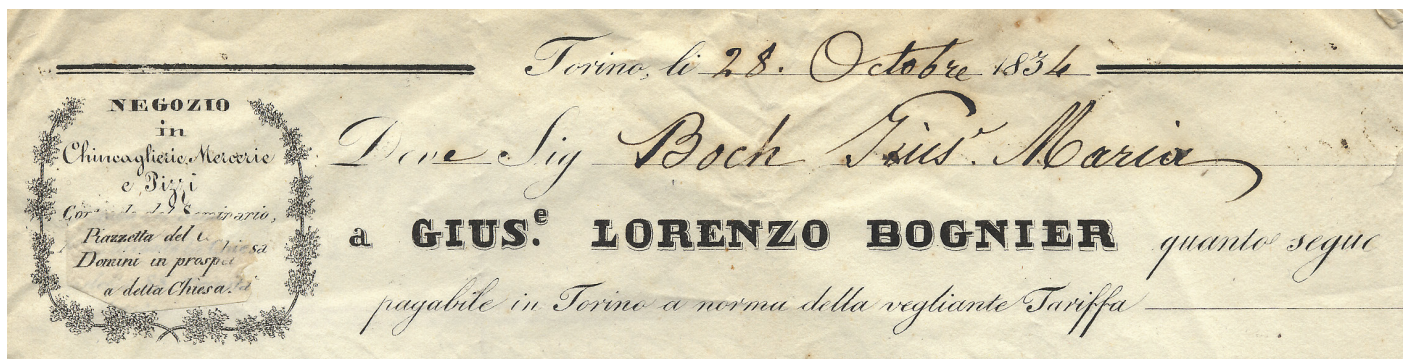 Torino, li 28. Octobre 1834
NEGOZIO
in
Chincaglierie, Mercerie
e Pizzi
Seminario,
Piazzetta del
Domini in
a detta Chiesa.
Deve Sig Boch Gius. Maria
a GIUS.e LORENZO BOGNIER quanto segue
pagabile in Torino a norma della vegliante Tariffa